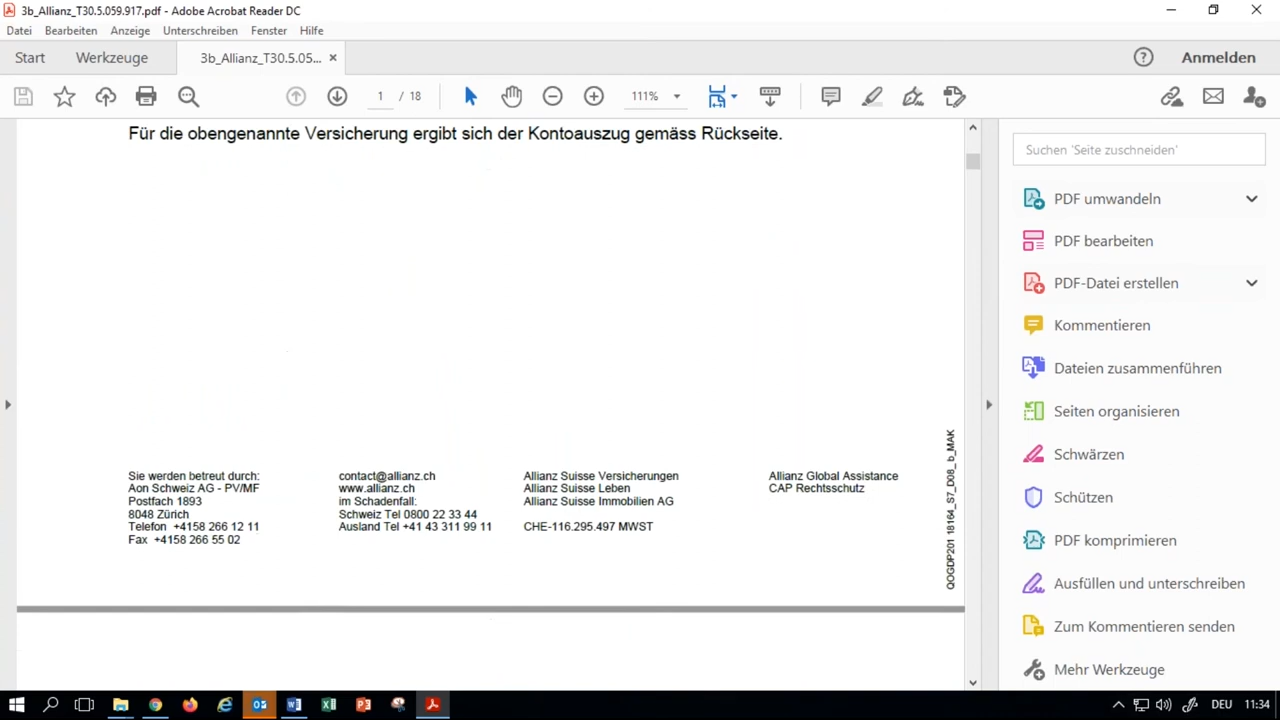 3b_Allianz_T30.5.059.917.pdf - Adobe Acrobat Reader DC
Datei Bearbeiten Anzeige Unterschreiben Fenster Hilfe
Start Werkzeuge 3b_Allianz_T30.5.05... × Anmelden
1 / 18 111%
Für die obengenannte Versicherung ergibt sich der Kontoauszug gemäss Rückseite.
Sie werden betreut durch:
Aon Schweiz AG - PV/MF
Postfach 1893
8048 Zürich
Telefon +4158 266 12 11
Fax +4158 266 55 02
contact@allianz.ch
www.allianz.ch
im Schadenfall:
Schweiz Tel 0800 22 33 44
Ausland Tel +41 43 311 99 11
Allianz Suisse Versicherungen
Allianz Suisse Leben
Allianz Suisse Immobilien AG
CHE-116.295.497 MWST
Allianz Global Assistance
CAP Rechtsschutz
QOGDP201 18164_S7_D08_ b_MAK
Suchen 'Seite zuschneiden'
PDF umwandeln
PDF bearbeiten
PDF-Datei erstellen
Kommentieren
Dateien zusammenführen
Seiten organisieren
Schwärzen
Schützen
PDF komprimieren
Ausfüllen und unterschreiben
Zum Kommentieren senden
Mehr Werkzeuge
DEU 11:34